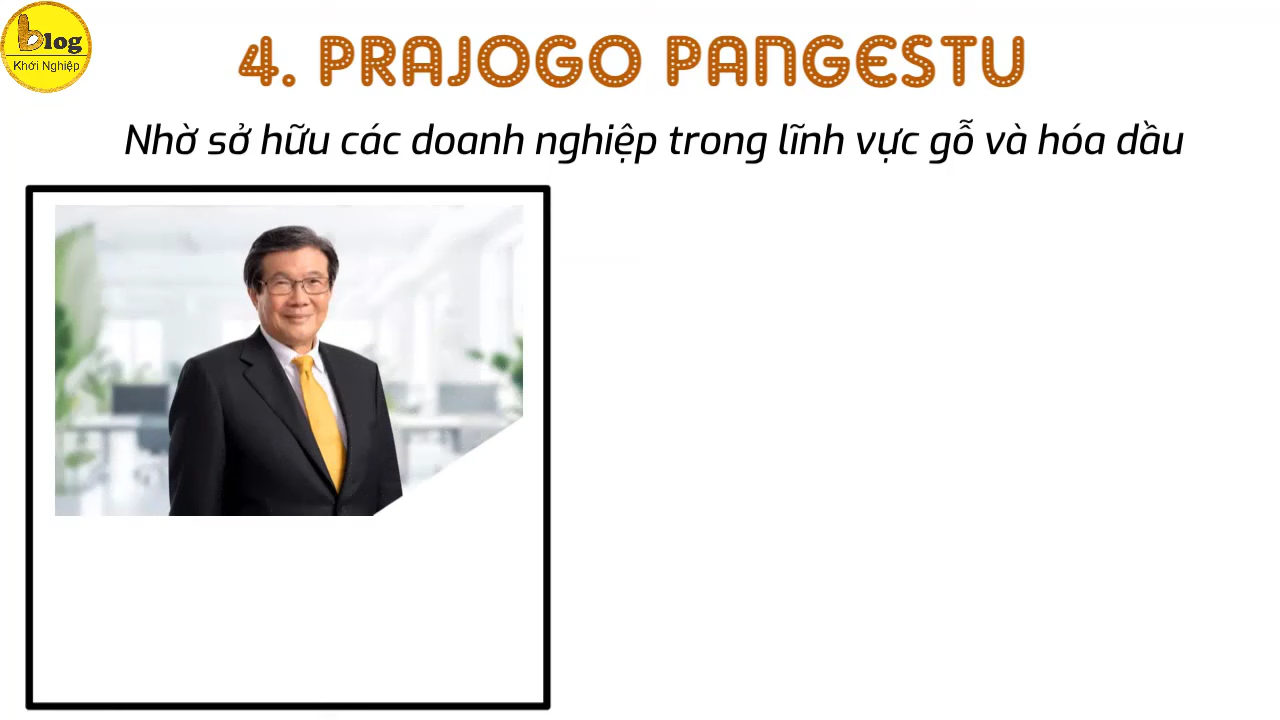 blog
Khởi Nghiệp
4. PRAJOGO PANGESTU
Nhờ sở hữu các doanh nghiệp trong lĩnh vực gỗ và hóa dầu